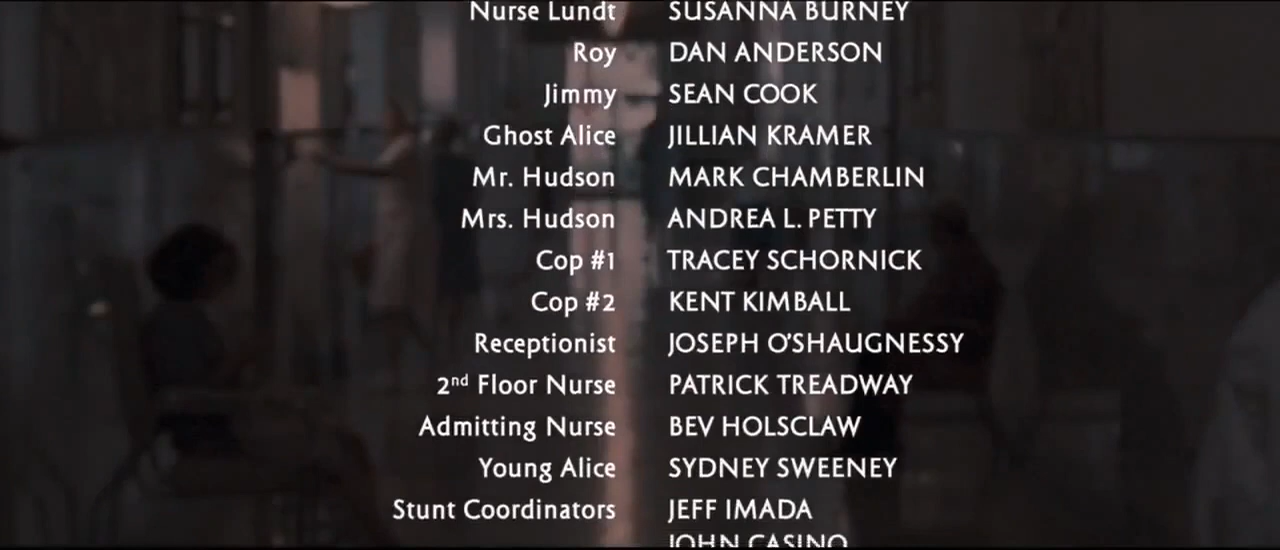 Nurse Lundt SUSANNA BURNEY
Roy DAN ANDERSON
Jimmy SEAN COOK
Ghost Alice JILLIAN KRAMER
Mr. Hudson MARK CHAMBERLIN
Mrs. Hudson ANDREA L. PETTY
Cop #1 TRACEY SCHORNICK
Cop #2 KENT KIMBALL
Receptionist JOSEPH O'SHAUGNESSY
2nd Floor Nurse PATRICK TREADWAY
Admitting Nurse BEV HOLSCLAW
Young Alice SYDNEY SWEENEY
Stunt Coordinators JEFF IMADA
JOHN CASINO